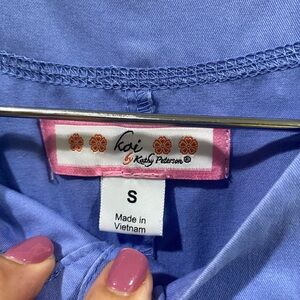 koi
by Kathy Peterson®
S
Made in
Vietnam